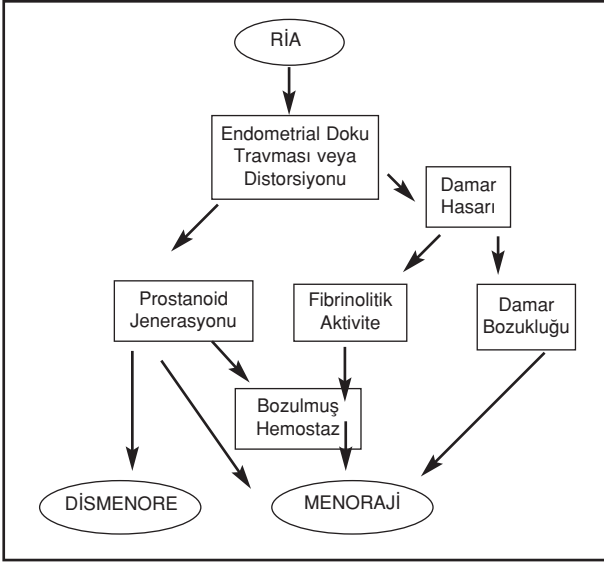 RİA
Endometrial Doku
Travması veya
Distorsiyonu
Damar
Hasarı
Prostanoid
Jenerasyonu
Fibrinolitik
Aktivite
Damar
Bozukluğu
Bozulmuş
Hemostaz
DİSMENORE
MENORAJİ